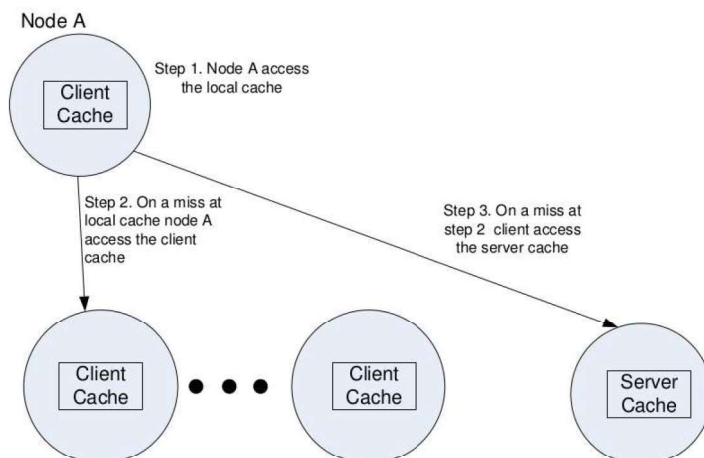 Node A
Client
Cache
Step 1. Node A access
the local cache
Step 2. On a miss at
local cache node A
access the client
cache
Step 3. On a miss at
step 2 client access
the server cache
Client
Cache
Client
Cache
Server
Cache